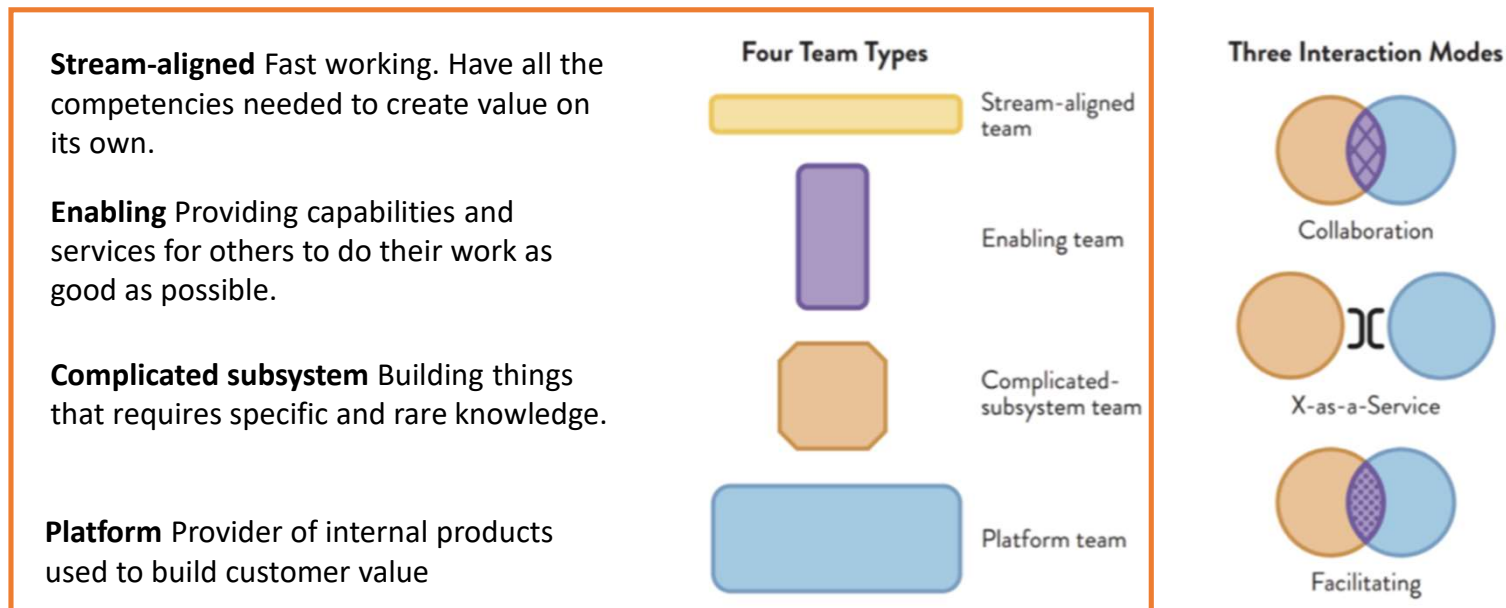 Stream-aligned Fast working. Have all the
competencies needed to create value on
its own.
Enabling Providing capabilities and
services for others to do their work as
good as possible.
Complicated subsystem Building things
that requires specific and rare knowledge.
Platform Provider of internal products
used to build customer value
Four Team Types
Stream-aligned
team
Enabling team
Complicated-
subsystem team
Platform team
Three Interaction Modes
Collaboration
X-as-a-Service
Facilitating